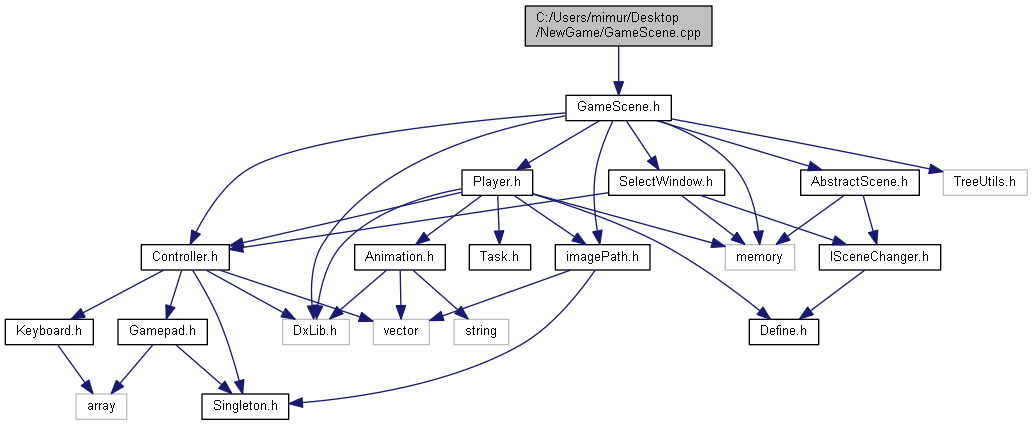 C:/Users/mimur/Desktop
/NewGame/GameScene.cpp
GameScene.h
Player.h
SelectWindow.h
AbstractScene.h
TreeUtils.h
Controller.h
Animation.h
Task.h
imagePath.h
memory
ISceneChanger.h
Keyboard.h
Gamepad.h
DxLib.h
vector
string
Define.h
array
Singleton.h